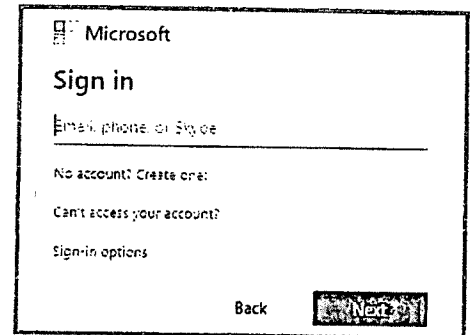 Microsoft
Sign in
Email, phone, or Skype
No account? Create one!
Can't access your account?
Sign-in options
Back
Next